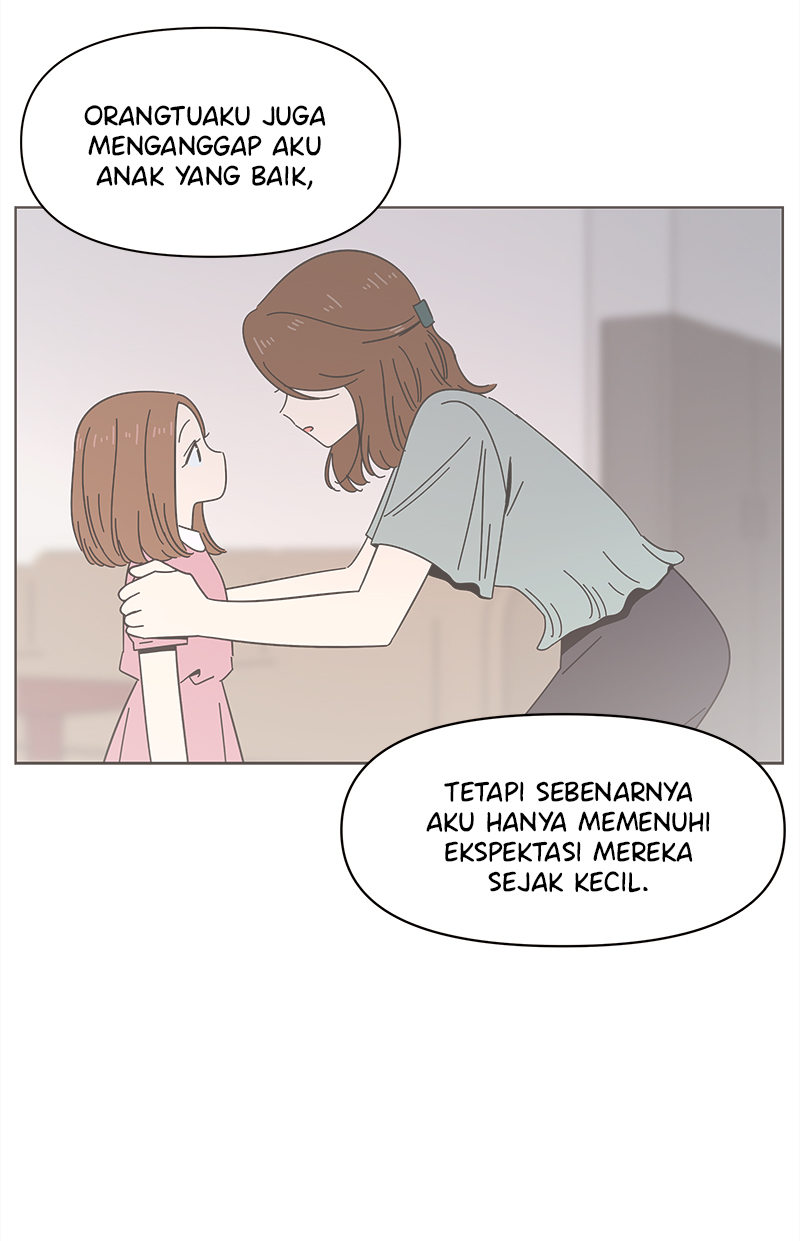 ORANGTUAKU JUGA
MENGANGGAP AKU
ANAK YANG BAIK,
TETAPI SEBENARNYA
AKU HANYA MEMENUHI
EKSPEKTASI MEREKA
SEJAK KECIL.